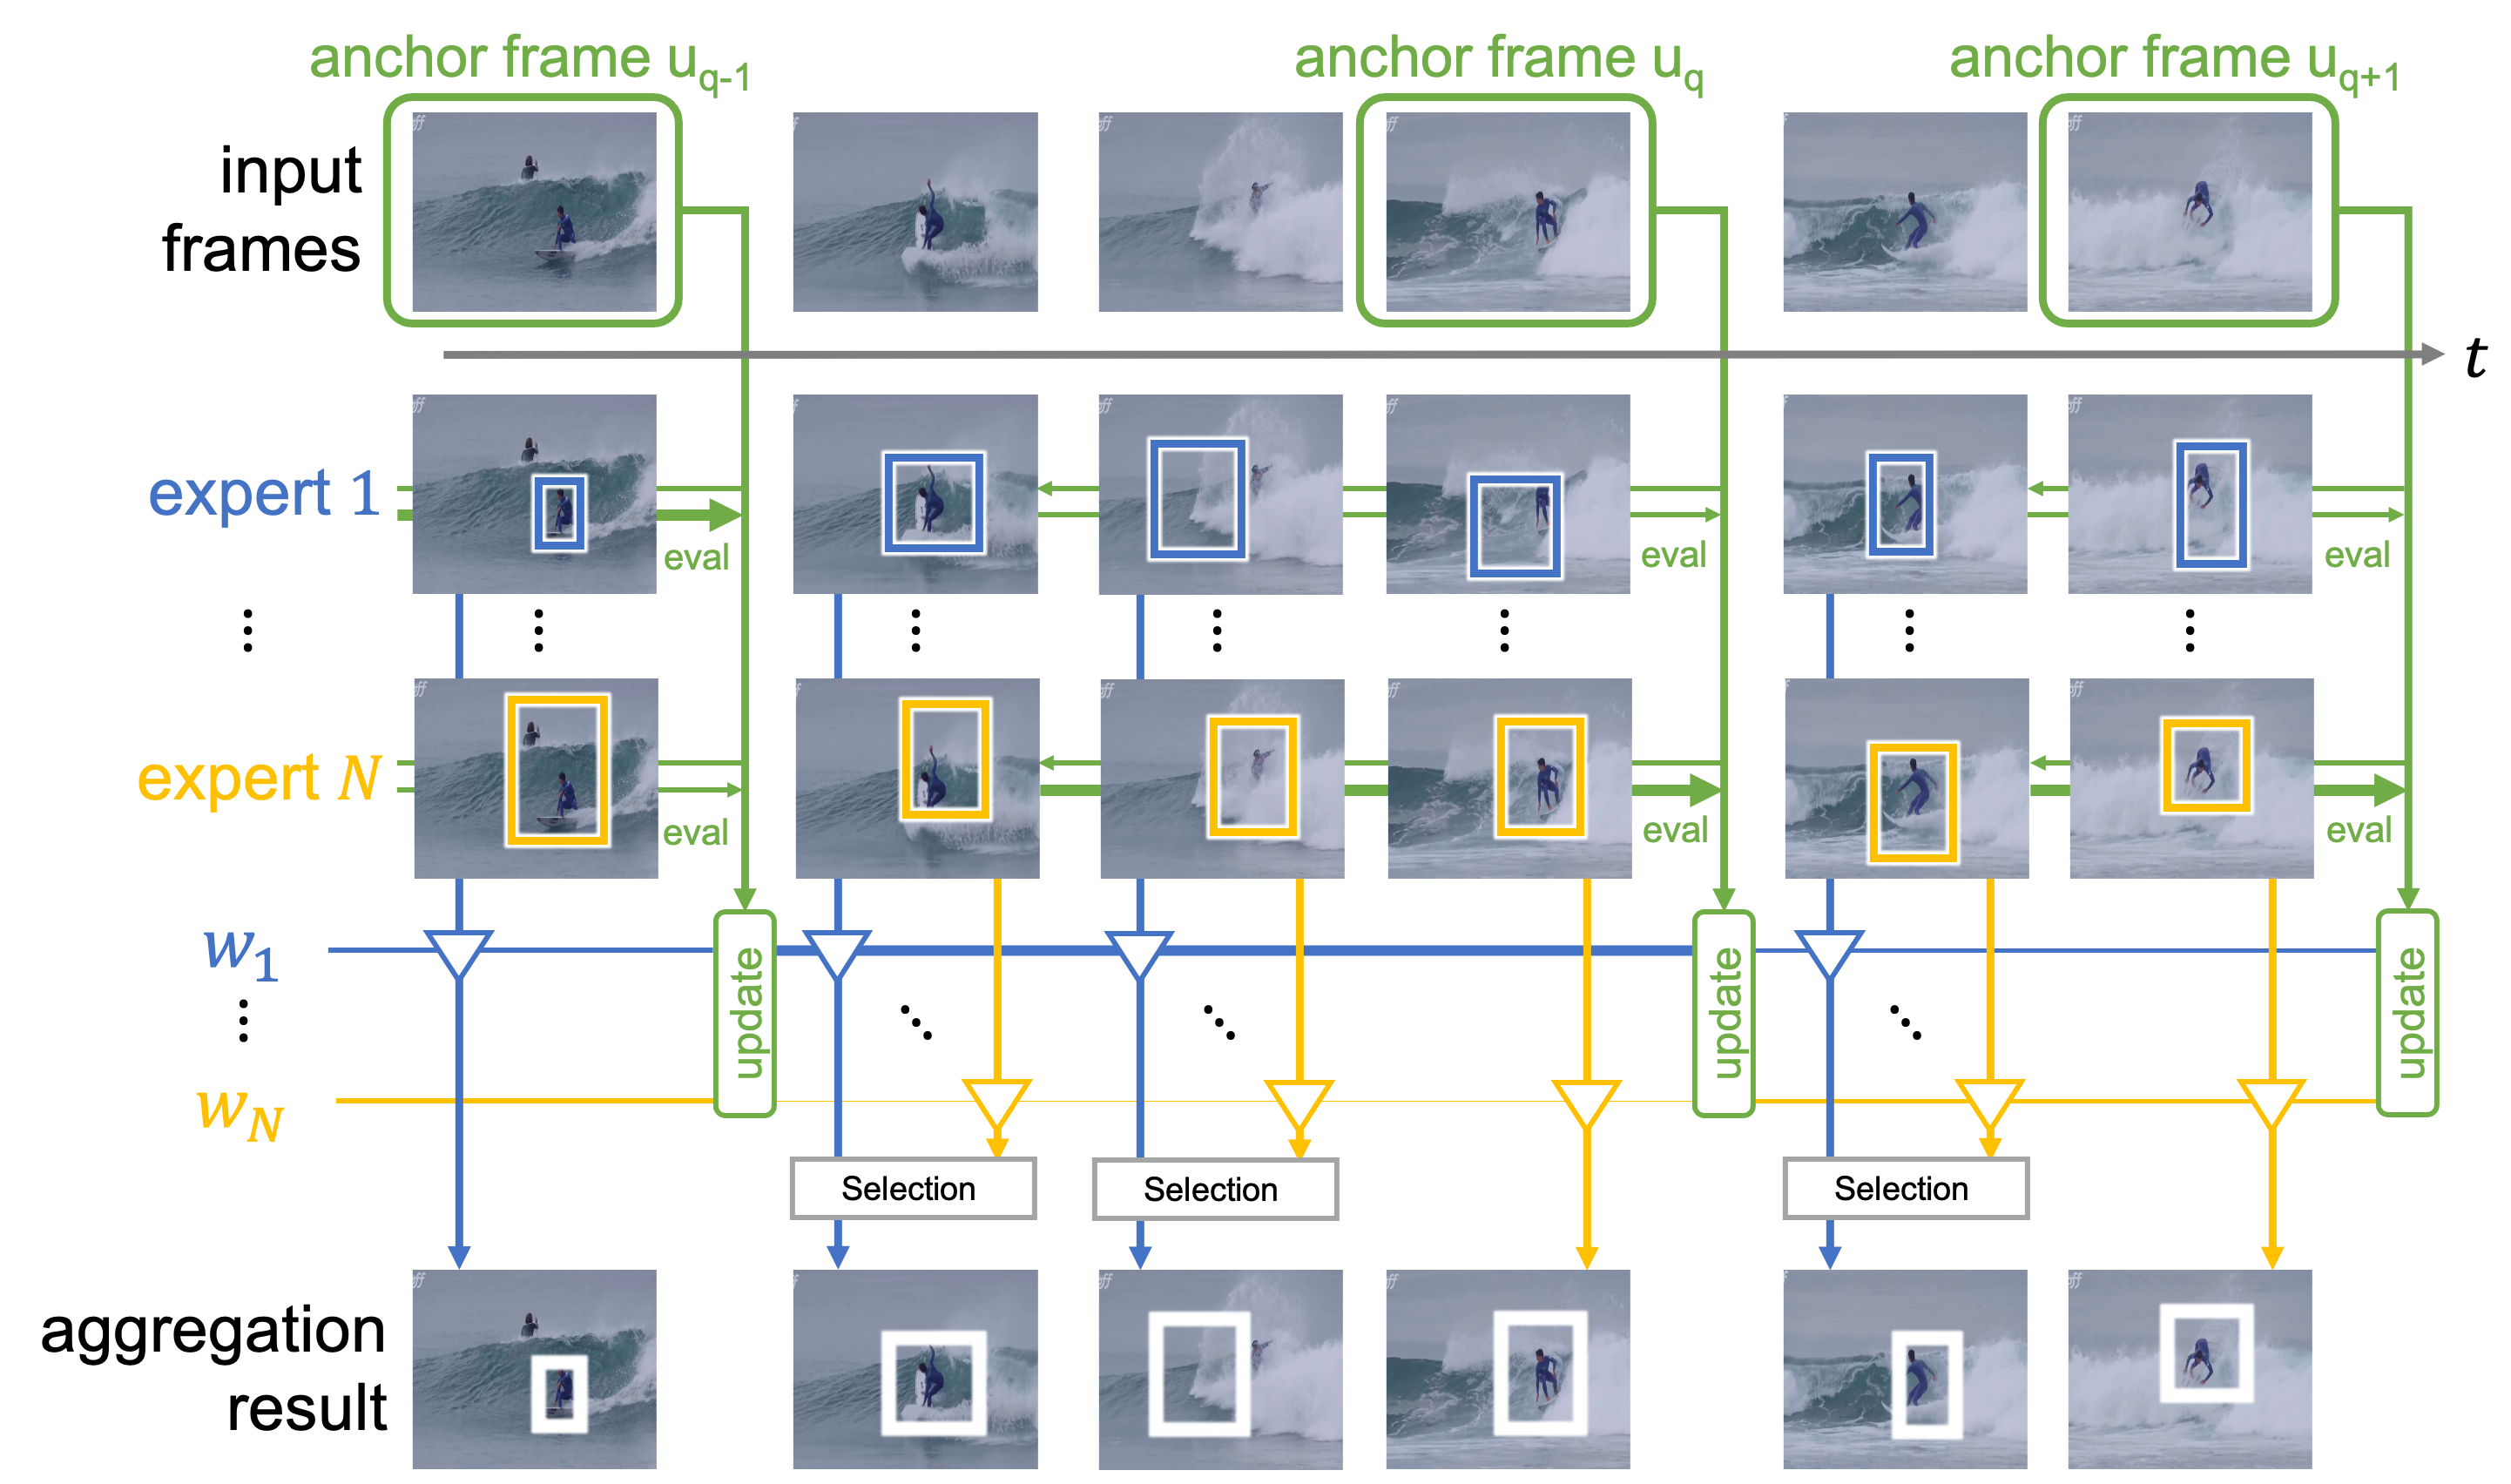 anchor frame u_{q-1}
anchor frame u_q
anchor frame u_{q+1}
input
frames
t
expert 1
eval
eval
eval
expert N
eval
eval
eval
w_1
w_N
update
update
update
Selection
Selection
Selection
aggregation
result